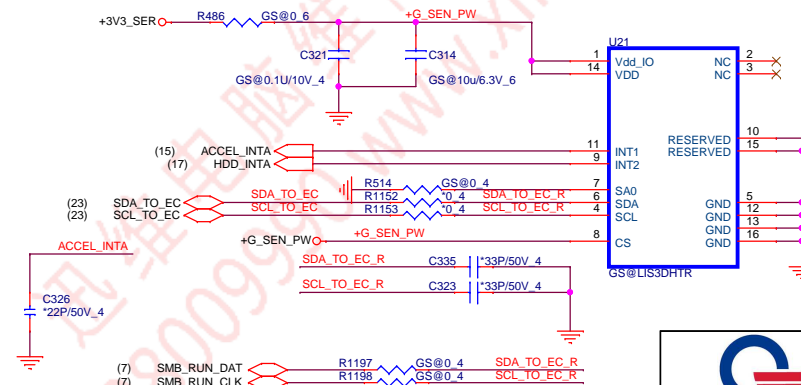 +3V3_SER R486 GS@0_6 +G_SEN_PW
U21
C321 C314
GS@0.1U/10V_4 GS@10u/6.3V_6
1 Vdd_IO NC 2
14 VDD NC 3
RESERVED 10
RESERVED 15
(15) ACCEL_INTA 11 INT1
(17) HDD_INTA 9 INT2
R514 GS@0_4 7 SA0
(23) SDA_TO_EC SDA_TO_EC R1152 *0_4 SDA_TO_EC_R 6 SDA GND 5
(23) SCL_TO_EC SCL_TO_EC R1153 *0_4 SCL_TO_EC_R 4 SCL GND 12
GND 13
+G_SEN_PW +G_SEN_PW 8 CS GND 16
ACCEL_INTA
SDA_TO_EC_R C335 *33P/50V_4
GS@LIS3DHTR
SCL_TO_EC_R C323 *33P/50V_4
C326
*22P/50V_4
(7) SMB_RUN_DAT R1197 GS@0_4 SDA_TO_EC_R
(7) SMB_RUN_CLK R1198 GS@0_4 SCL_TO_EC_R